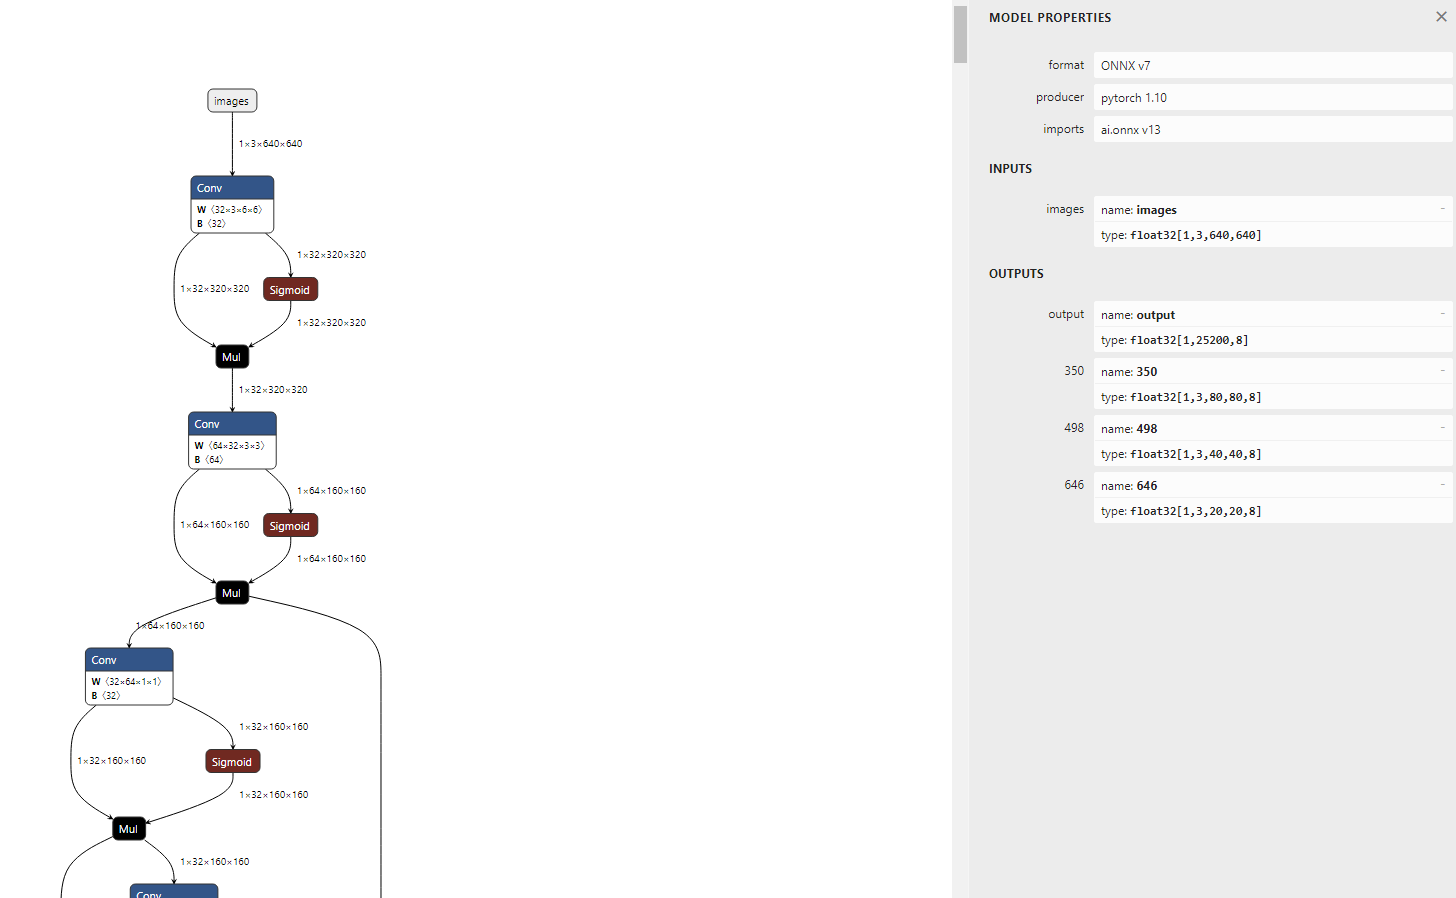 images
1×3×640×640
Conv
W ⟨32×3×6×6⟩
B ⟨32⟩
1×32×320×320
1×32×320×320
Sigmoid
1×32×320×320
Mul
1×32×320×320
Conv
W ⟨64×32×3×3⟩
B ⟨64⟩
1×64×160×160
1×64×160×160
Sigmoid
1×64×160×160
Mul
1×64×160×160
Conv
W ⟨32×64×1×1⟩
B ⟨32⟩
1×32×160×160
1×32×160×160
Sigmoid
1×32×160×160
Mul
1×32×160×160
Conv
MODEL PROPERTIES ×
format ONNX v7
producer pytorch 1.10
imports ai.onnx v13
INPUTS
images name: images -
type: float32[1,3,640,640]
OUTPUTS
output name: output -
type: float32[1,25200,8]
350 name: 350 -
type: float32[1,3,80,80,8]
498 name: 498 -
type: float32[1,3,40,40,8]
646 name: 646 -
type: float32[1,3,20,20,8]